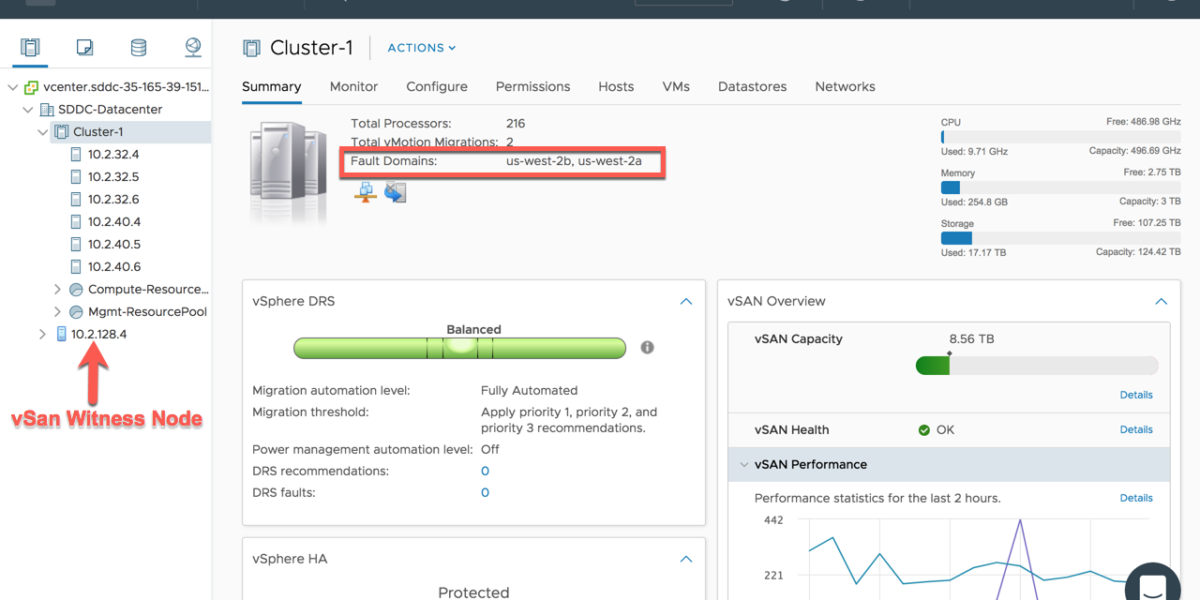 Cluster-1
ACTIONS
Summary Monitor Configure Permissions Hosts VMs Datastores Networks
vcenter.sddc-35-165-39-151...
SDDC-Datacenter
Cluster-1
10.2.32.4
10.2.32.5
10.2.32.6
10.2.40.4
10.2.40.5
10.2.40.6
Compute-Resource...
Mgmt-ResourcePool
10.2.128.4
vSan Witness Node
Total Processors: 216
Total vMotion Migrations: 2
Fault Domains: us-west-2b, us-west-2a
CPU Free: 486.98 GHz
Used: 9.71 GHz Capacity: 496.69 GHz
Memory Free: 2.75 TB
Used: 254.8 GB Capacity: 3 TB
Storage Free: 107.25 TB
Used: 17.17 TB Capacity: 124.42 TB
vSphere DRS
Balanced
Migration automation level: Fully Automated
Migration threshold: Apply priority 1, priority 2, and
priority 3 recommendations.
Power management automation level: Off
DRS recommendations: 0
DRS faults: 0
vSphere HA
Protected
vSAN Overview
vSAN Capacity 8.56 TB
Details
vSAN Health OK Details
vSAN Performance
Performance statistics for the last 2 hours. Details
442
221